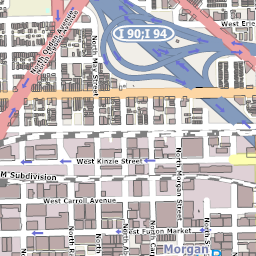 North Ogden Avenue
North May Street
I 90;I 94
West Erie
West Kinzie Street
M Subdivision
North Morgan Street
West Carroll Avenue
West Fulton Market
Morgan
P